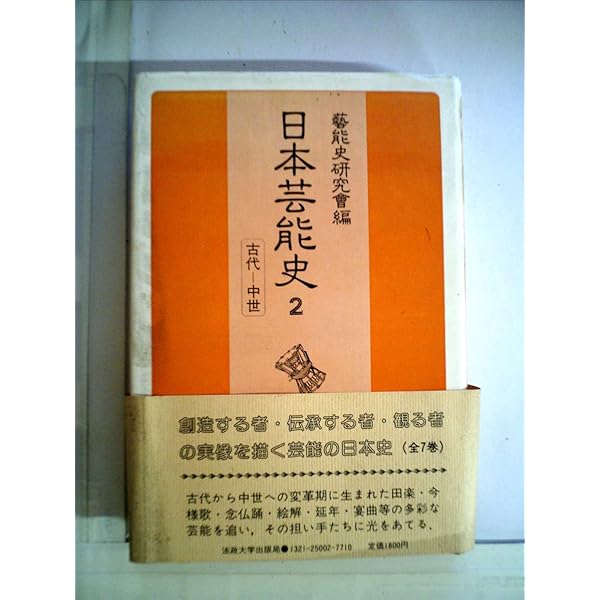 藝能史研究會編
日本芸能史2
古代―中世
創造する者・伝承する者・観る者
の実像を描く芸能の日本史(全7巻)
古代から中世への変革期に生まれた田楽・今
様歌・念仏踊・絵解・延年・宴曲等の多彩な
芸能を追い,その担い手たちに光をあてる.
法政大学出版局●1321-25002-7710 定価1800円